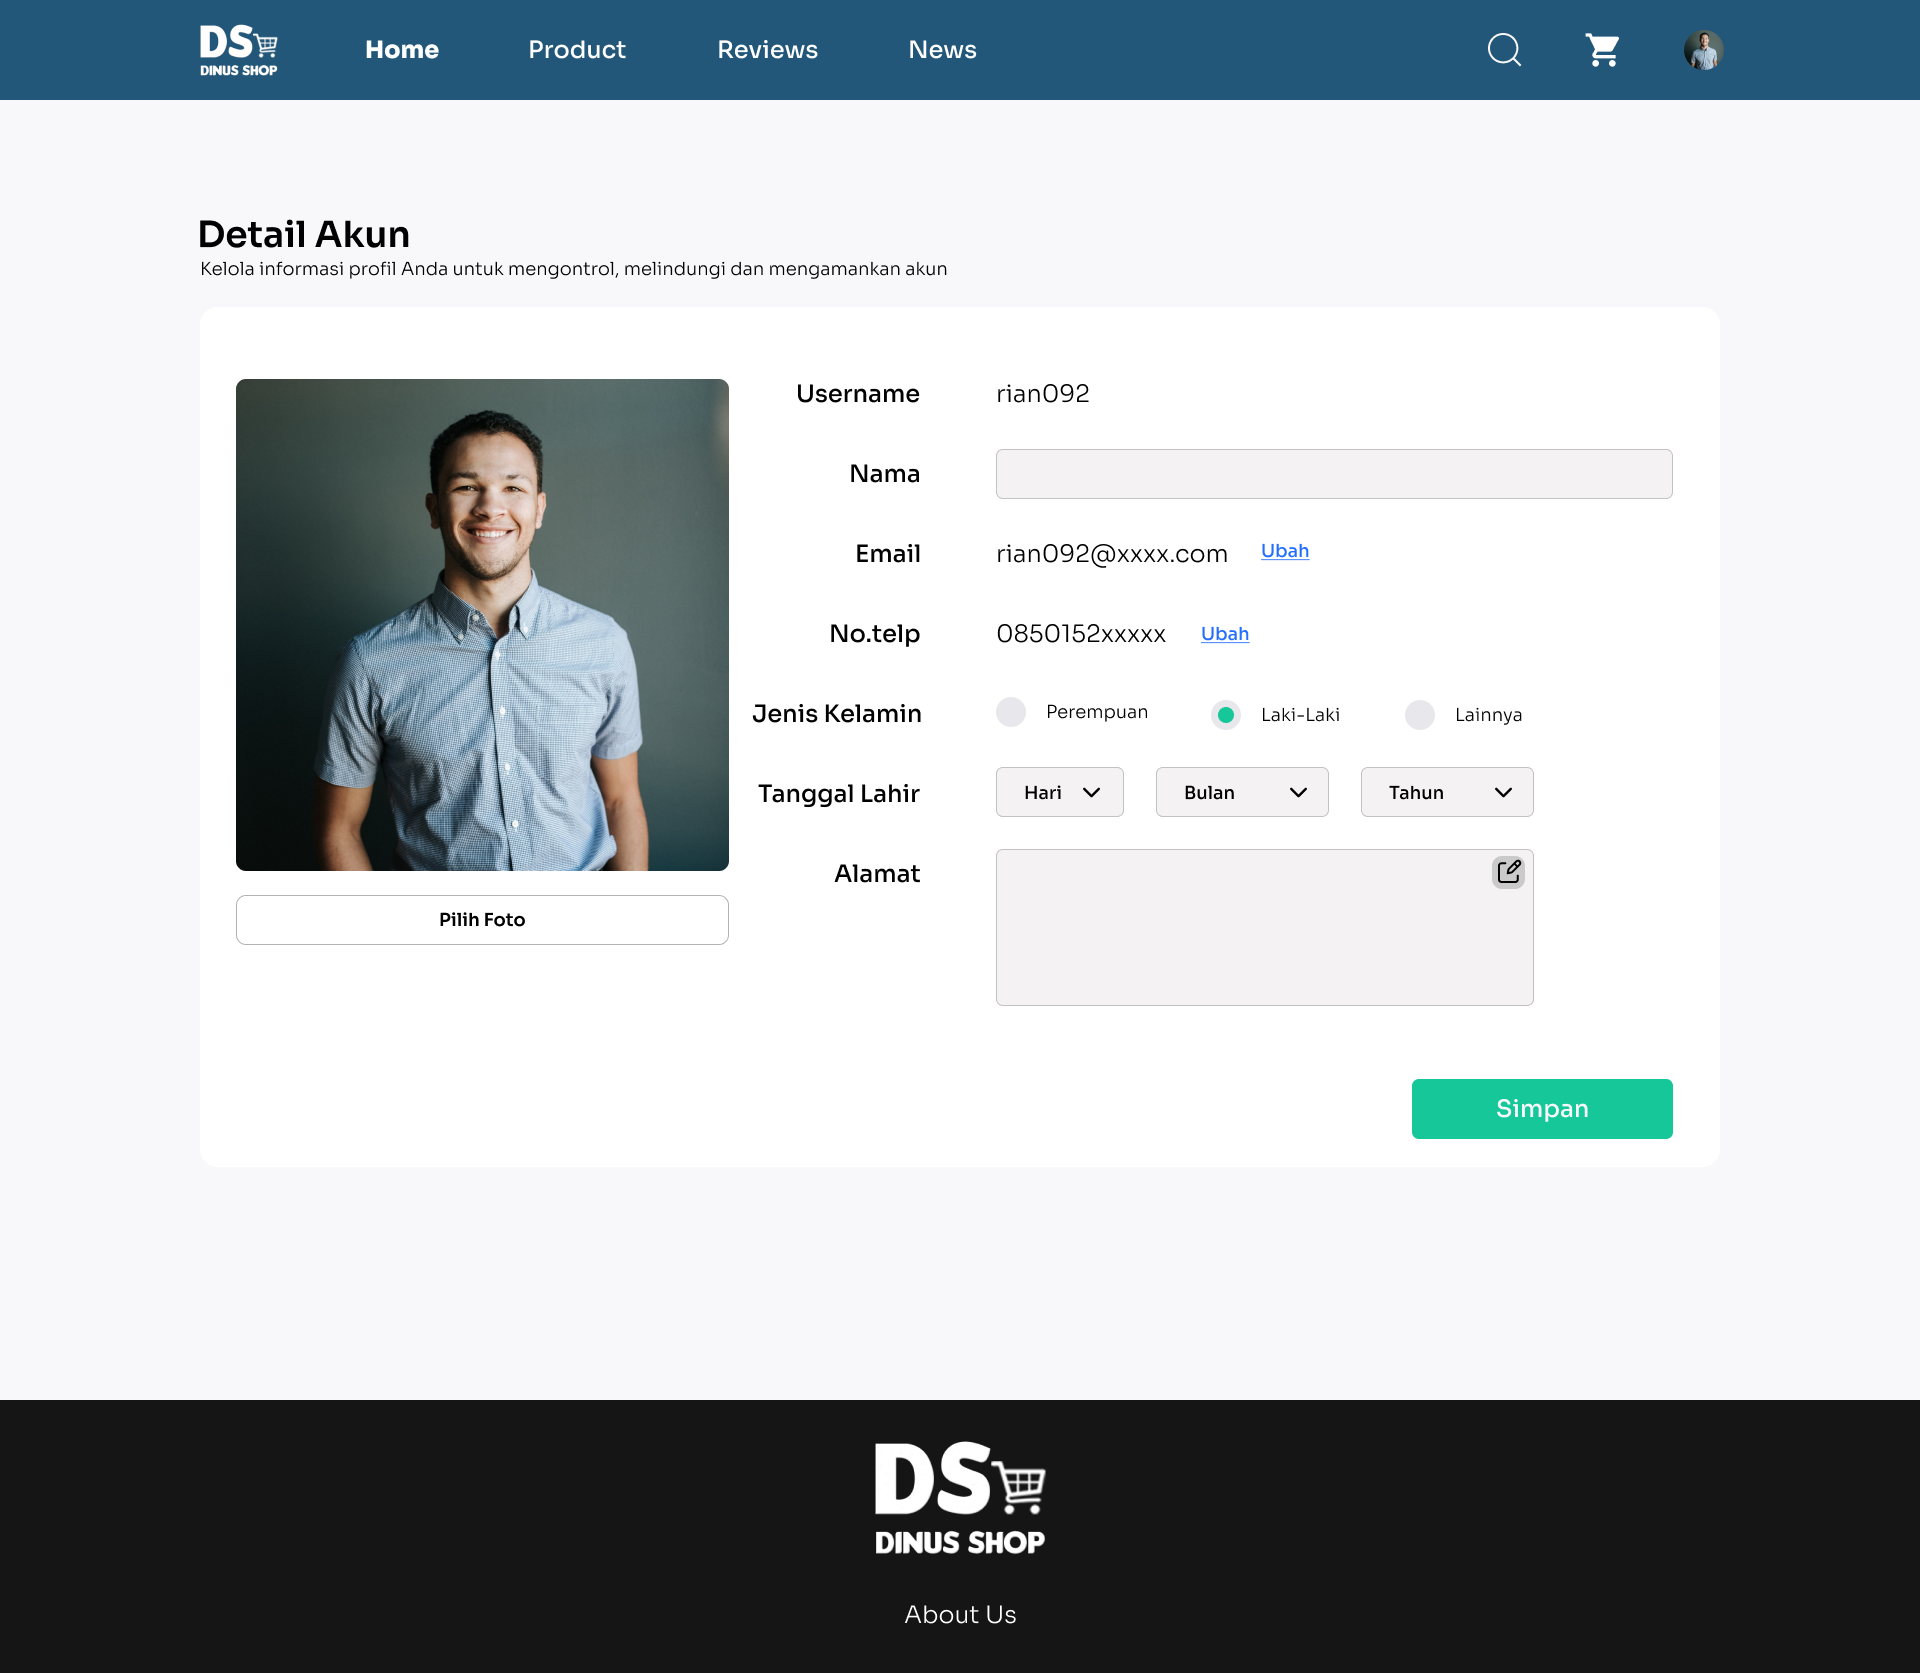 DS
DINUS SHOP
Home
Product
Reviews
News
Detail Akun
Kelola informasi profil Anda untuk mengontrol, melindungi dan mengamankan akun
Username
rian092
Nama
Email
rian092@xxxx.com
Ubah
No.telp
0850152xxxxx
Ubah
Jenis Kelamin
Perempuan
Laki-Laki
Lainnya
Tanggal Lahir
Hari
Bulan
Tahun
Alamat
Pilih Foto
Simpan
DS
DINUS SHOP
About Us